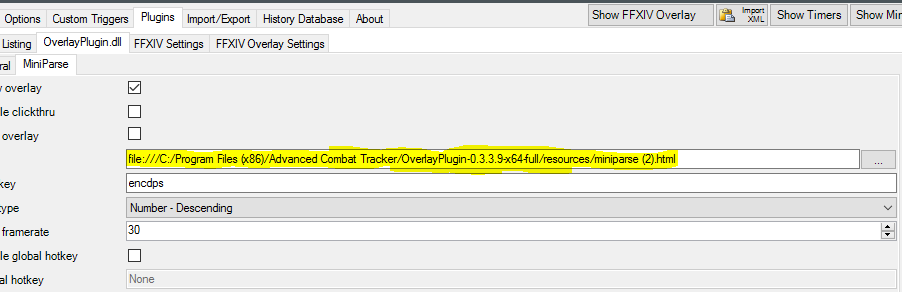 Options Custom Triggers Plugins Import/Export History Database About Show FFXIV Overlay Import XML Show Timers Show Min
Listing OverlayPlugin.dll FFXIV Settings FFXIV Overlay Settings
ral MiniParse
w overlay
le clickthru
overlay
file:///C:/Program Files (x86)/Advanced Combat Tracker/OverlayPlugin-0.3.3.9-x64-full/resources/miniparse (2).html ...
key encdps
type Number - Descending
framerate 30
le global hotkey
al hotkey None